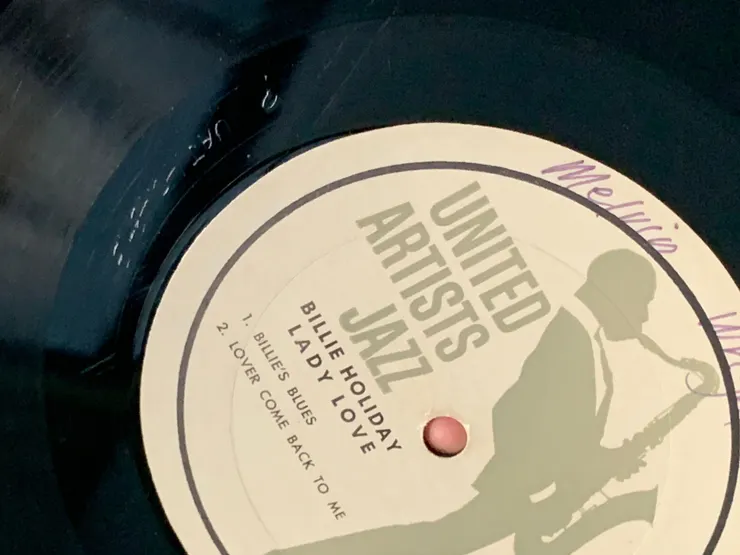 UNITED
ARTISTS
JAZZ
BILLIE HOLIDAY
LADY LOVE
1. BILLIE'S BLUES
2. LOVER COME BACK TO ME